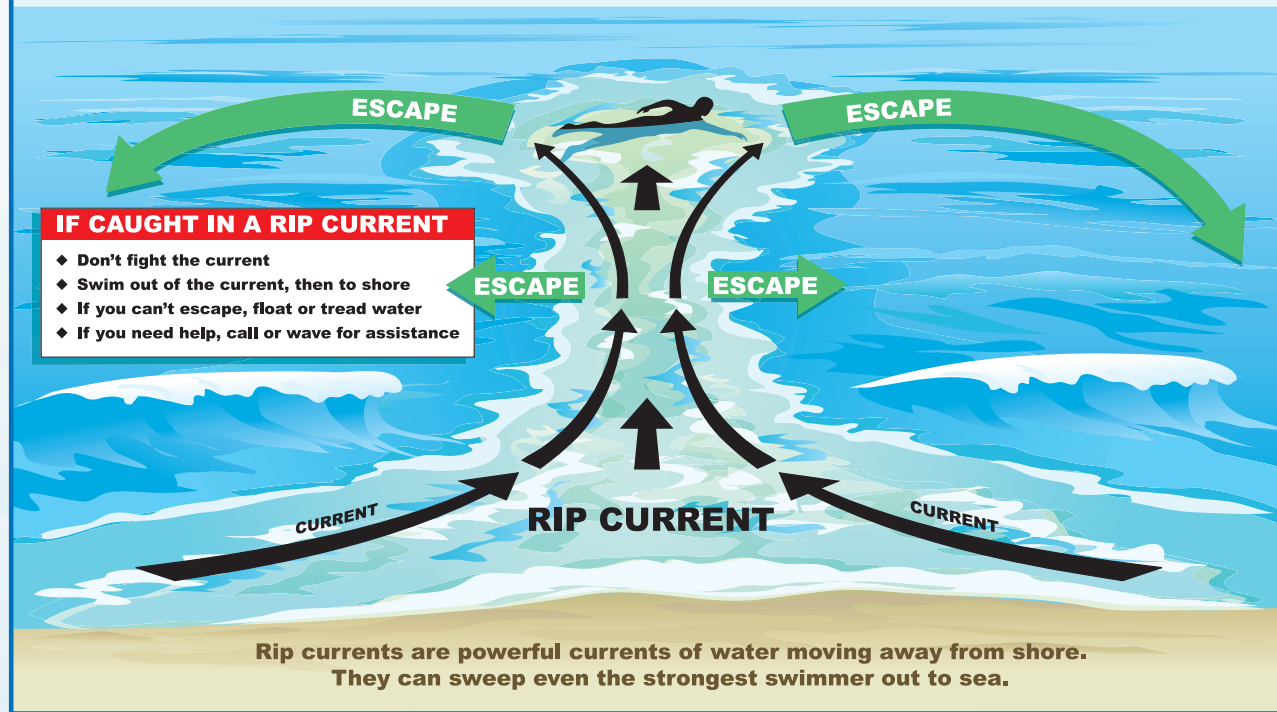 ESCAPE
ESCAPE
IF CAUGHT IN A RIP CURRENT
◆ Don't fight the current
◆ Swim out of the current, then to shore
◆ If you can't escape, float or tread water
◆ If you need help, call or wave for assistance
ESCAPE
ESCAPE
CURRENT
RIP CURRENT
CURRENT
Rip currents are powerful currents of water moving away from shore.
They can sweep even the strongest swimmer out to sea.